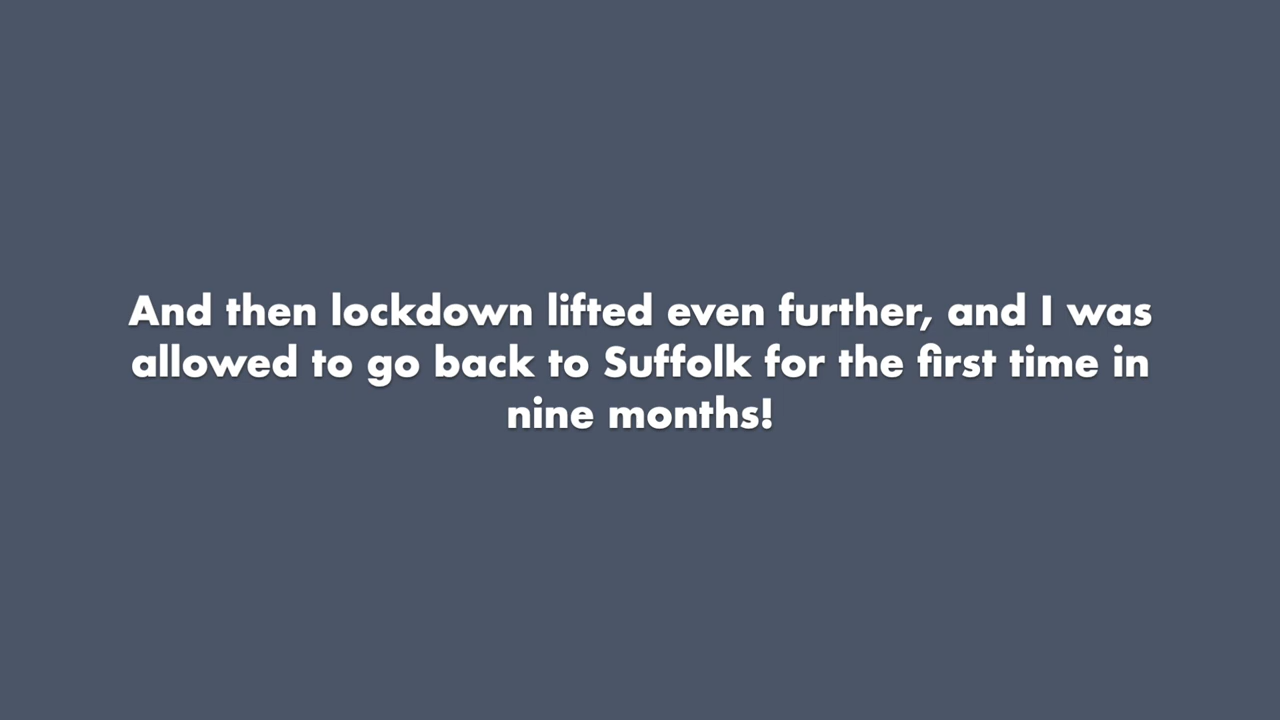 And then lockdown lifted even further, and I was
allowed to go back to Suffolk for the first time in
nine months!